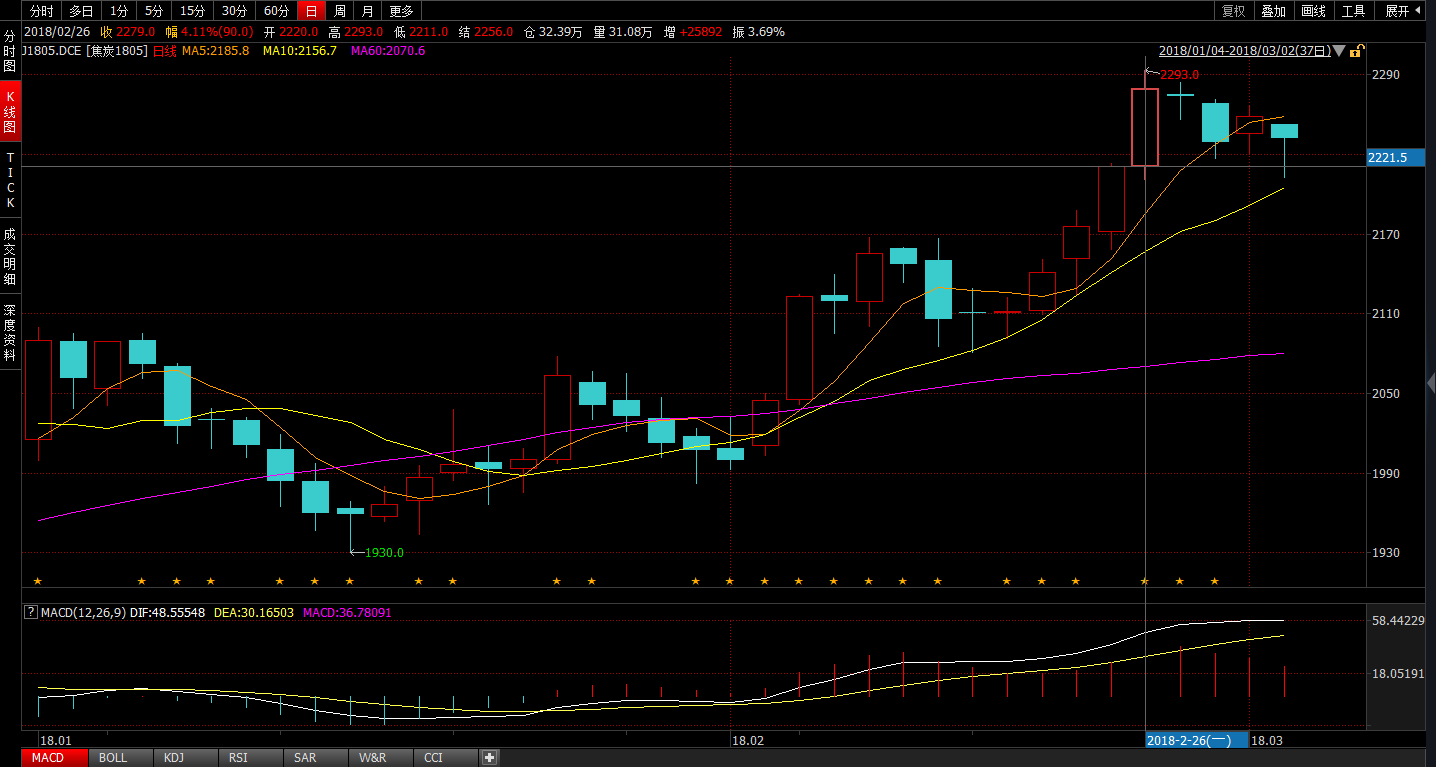 分时 多日 1分 5分 15分 30分 60分 日 周 月 更多 复权 叠加 画线 工具 展开
2018/02/26 收 2279.0 幅 4.11%(90.0) 开 2220.0 高 2293.0 低 2211.0 结 2256.0 仓 32.39万 量 31.08万 增 +25892 振 3.69%
J1805.DCE [焦炭1805] 日线 MA5:2185.8 MA10:2156.7 MA60:2070.6 2018/01/04-2018/03/02(37日)
分时图
K线图
TICK
成交明细
深度资料
2293.0
1930.0
2290
2221.5
2170
2110
2050
1990
1930
? MACD(12,26,9) DIF:48.55548 DEA:30.16503 MACD:36.78091
58.44229
18.05191
18.01 18.02 2018-2-26(一) 18.03
MACD BOLL KDJ RSI SAR W&R CCI